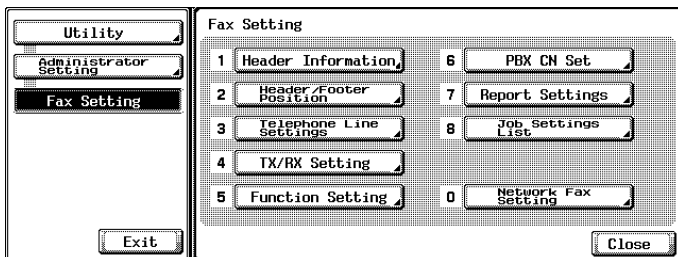 Utility
Administrator
Setting
Fax Setting
Exit
Fax Setting
1 Header Information
2 Header/Footer
Position
3 Telephone Line
Settings
4 TX/RX Setting
5 Function Setting
6 PBX CN Set
7 Report Settings
8 Job Settings
List
0 Network Fax
Setting
Close